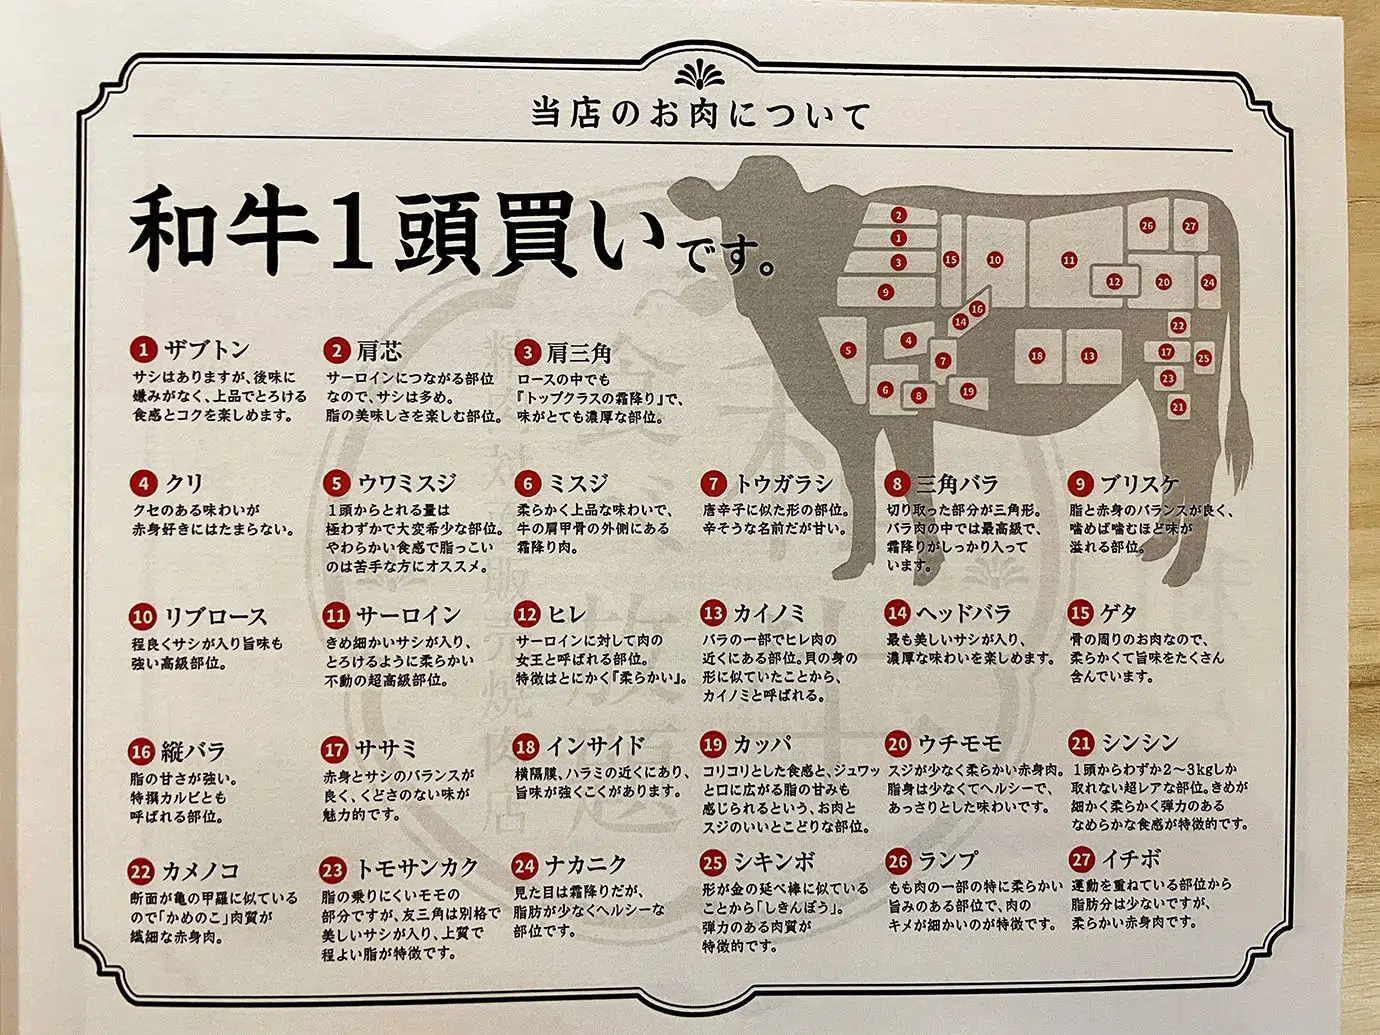 当店のお肉について
和牛1頭買いです。
1 ザブトン
サシはありますが、後味に
嫌みがなく、上品でとろける
食感とコクを楽しめます。
2 肩芯
サーロインにつながる部位
なので、サシは多め。
脂の美味しさを楽しむ部位。
3 肩三角
ロースの中でも
『トップクラスの霜降り』で、
味がとても濃厚な部位。
4 クリ
クセのある味わいが
赤身好きにはたまらない。
5 ウワミスジ
1頭からとれる量は
極わずかで大変希少な部位。
やわらかい食感で脂っこい
のは苦手な方にオススメ。
6 ミスジ
柔らかく上品な味わいで、
牛の肩甲骨の外側にある
霜降り肉。
7 トウガラシ
唐辛子に似た形の部位。
辛そうな名前だが甘い。
8 三角バラ
切り取った部分が三角形。
バラ肉の中では最高級で、
霜降りがしっかり入って
います。
9 ブリスケ
脂と赤身のバランスが良く、
噛めば噛むほど味が
溢れる部位。
10 リブロース
程良くサシが入り旨味も
強い高級部位。
11 サーロイン
きめ細かいサシが入り、
とろけるように柔らかい
不動の超高級部位。
12 ヒレ
サーロインに対して肉の
女王と呼ばれる部位。
特徴はとにかく『柔らかい』。
13 カイノミ
バラの一部でヒレ肉の
近くにある部位。貝の身の
形に似ていたことから、
カイノミと呼ばれる。
14 ヘッドバラ
最も美しいサシが入り、
濃厚な味わいを楽しめます。
15 ゲタ
骨の周りのお肉なので、
柔らかくて旨味をたくさん
含んでいます。
16 縦バラ
脂の甘さが強い。
特撰カルビとも
呼ばれる部位。
17 ササミ
赤身とサシのバランスが
良く、くどさのない味が
魅力的です。
18 インサイド
横隔膜、ハラミの近くにあり、
旨味が強くこくがあります。
19 カッパ
コリコリとした食感と、ジュワッ
と口に広がる脂の甘みも
感じられるという、お肉と
スジのいいとこどりな部位。
20 ウチモモ
スジが少なく柔らかい赤身肉。
脂身は少なくてヘルシーで、
あっさりとした味わいです。
21 シンシン
1頭からわずか2〜3kgしか
取れない超レアな部位。きめが
細かく柔らかく弾力のある
なめらかな食感が特徴的です。
22 カメノコ
断面が亀の甲羅に似ている
ので「かめのこ」肉質が
繊細な赤身肉。
23 トモサンカク
脂の乗りにくいモモの
部分ですが、友三角は別格で
美しいサシが入り、上質で
程よい脂が特徴です。
24 ナカニク
見た目は霜降りだが、
脂肪が少なくヘルシーな
部位です。
25 シキンボ
形が金の延べ棒に似ている
ことから「しきんぼう」。
弾力のある肉質が
特徴的です。
26 ランプ
もも肉の一部の特に柔らかい
旨みのある部位で、肉の
キメが細かいのが特徴です。
27 イチボ
運動を重ねている部位から
脂肪分は少ないですが、
柔らかい赤身肉です。
2
1
3
9
15
10
11
26
27
12
20
24
16
14
5
4
7
6
8
19
18
13
22
17
25
23
21